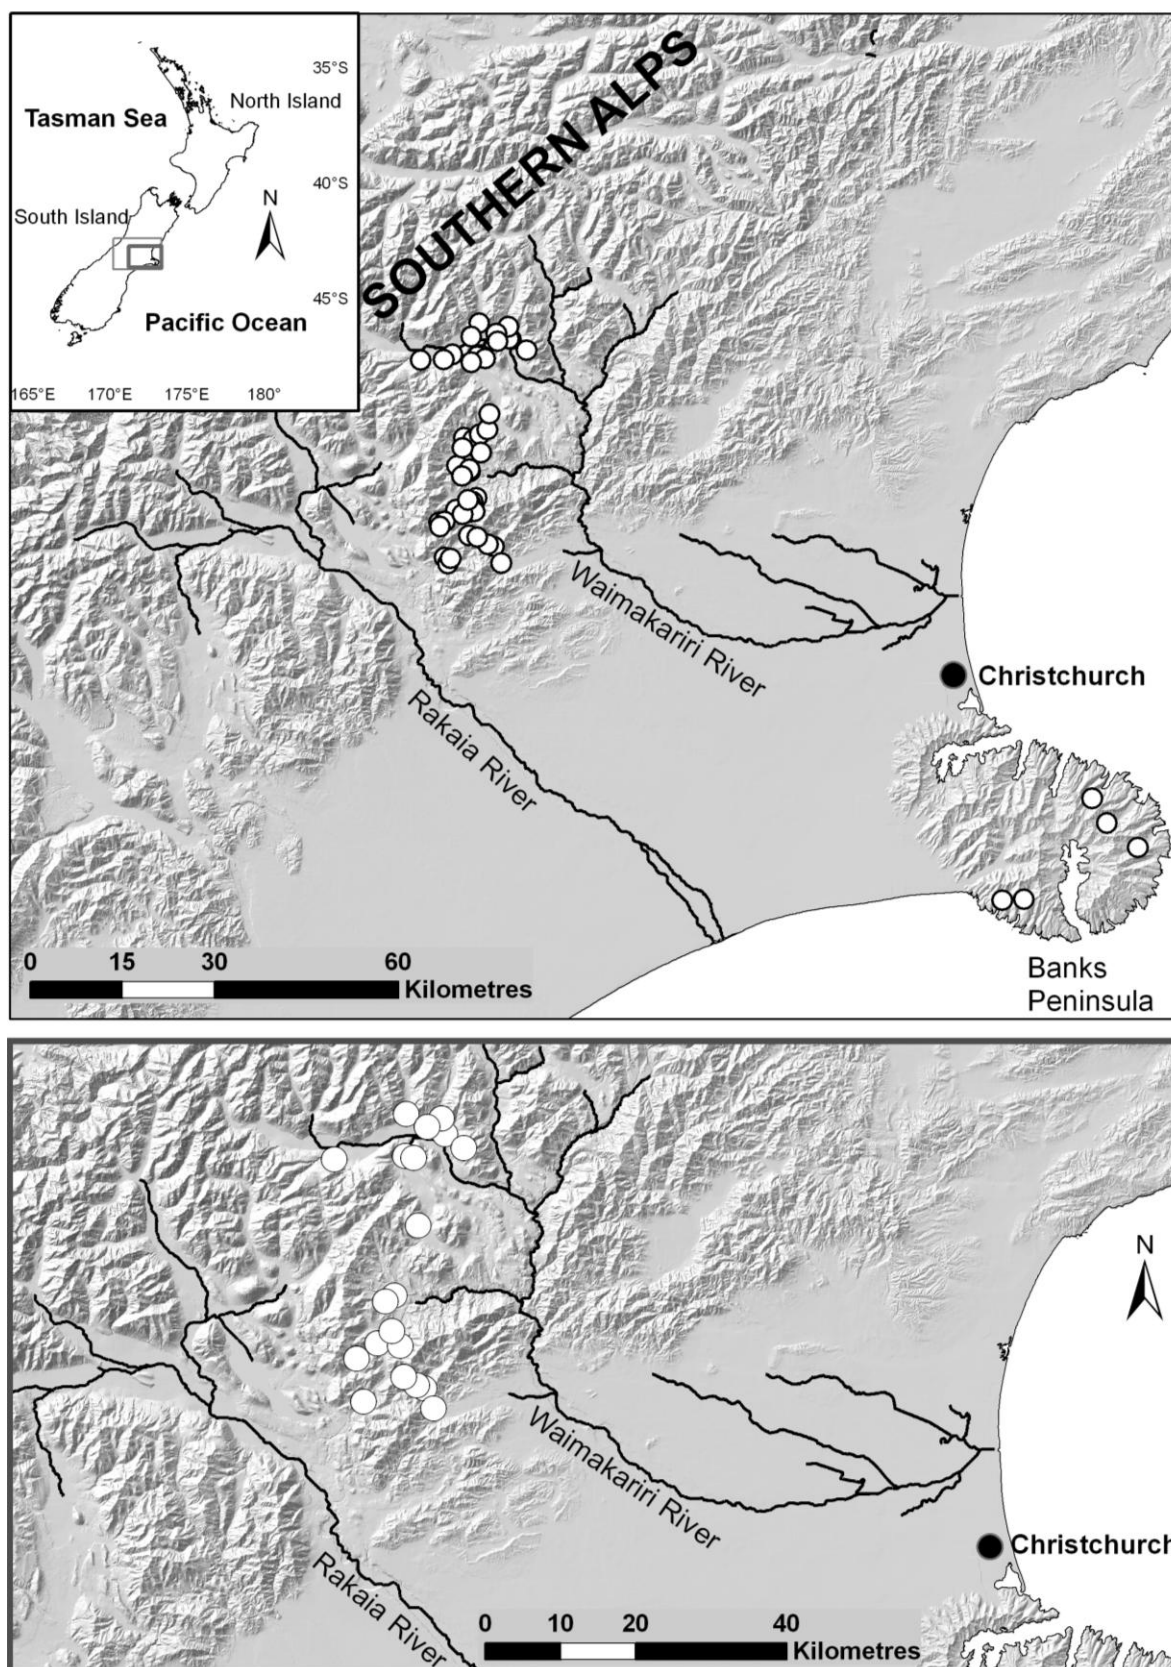 35°S
North Island
Tasman Sea
40°S
N
South Island
45°S
Pacific Ocean
165°E 170°E 175°E 180°
SOUTHERN ALPS
Waimakariri River
Rakaia River
Christchurch
Banks
Peninsula
0 15 30 60
Kilometres
N
Waimakariri River
Christchurch
Rakaia River
0 10 20 40
Kilometres